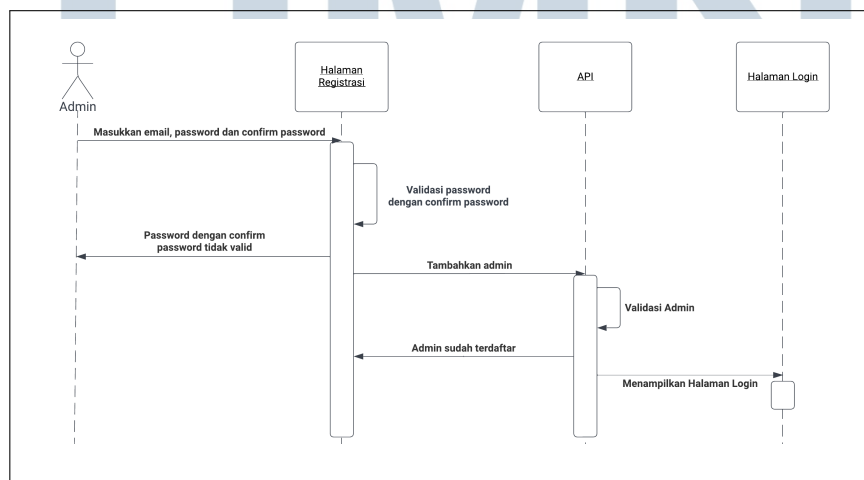 Halaman
Registrasi
API
Halaman Login
Admin
Masukkan email, password dan confirm password
Validasi password
dengan confirm password
Password dengan confirm
password tidak valid
Tambahkan admin
Validasi Admin
Admin sudah terdaftar
Menampilkan Halaman Login